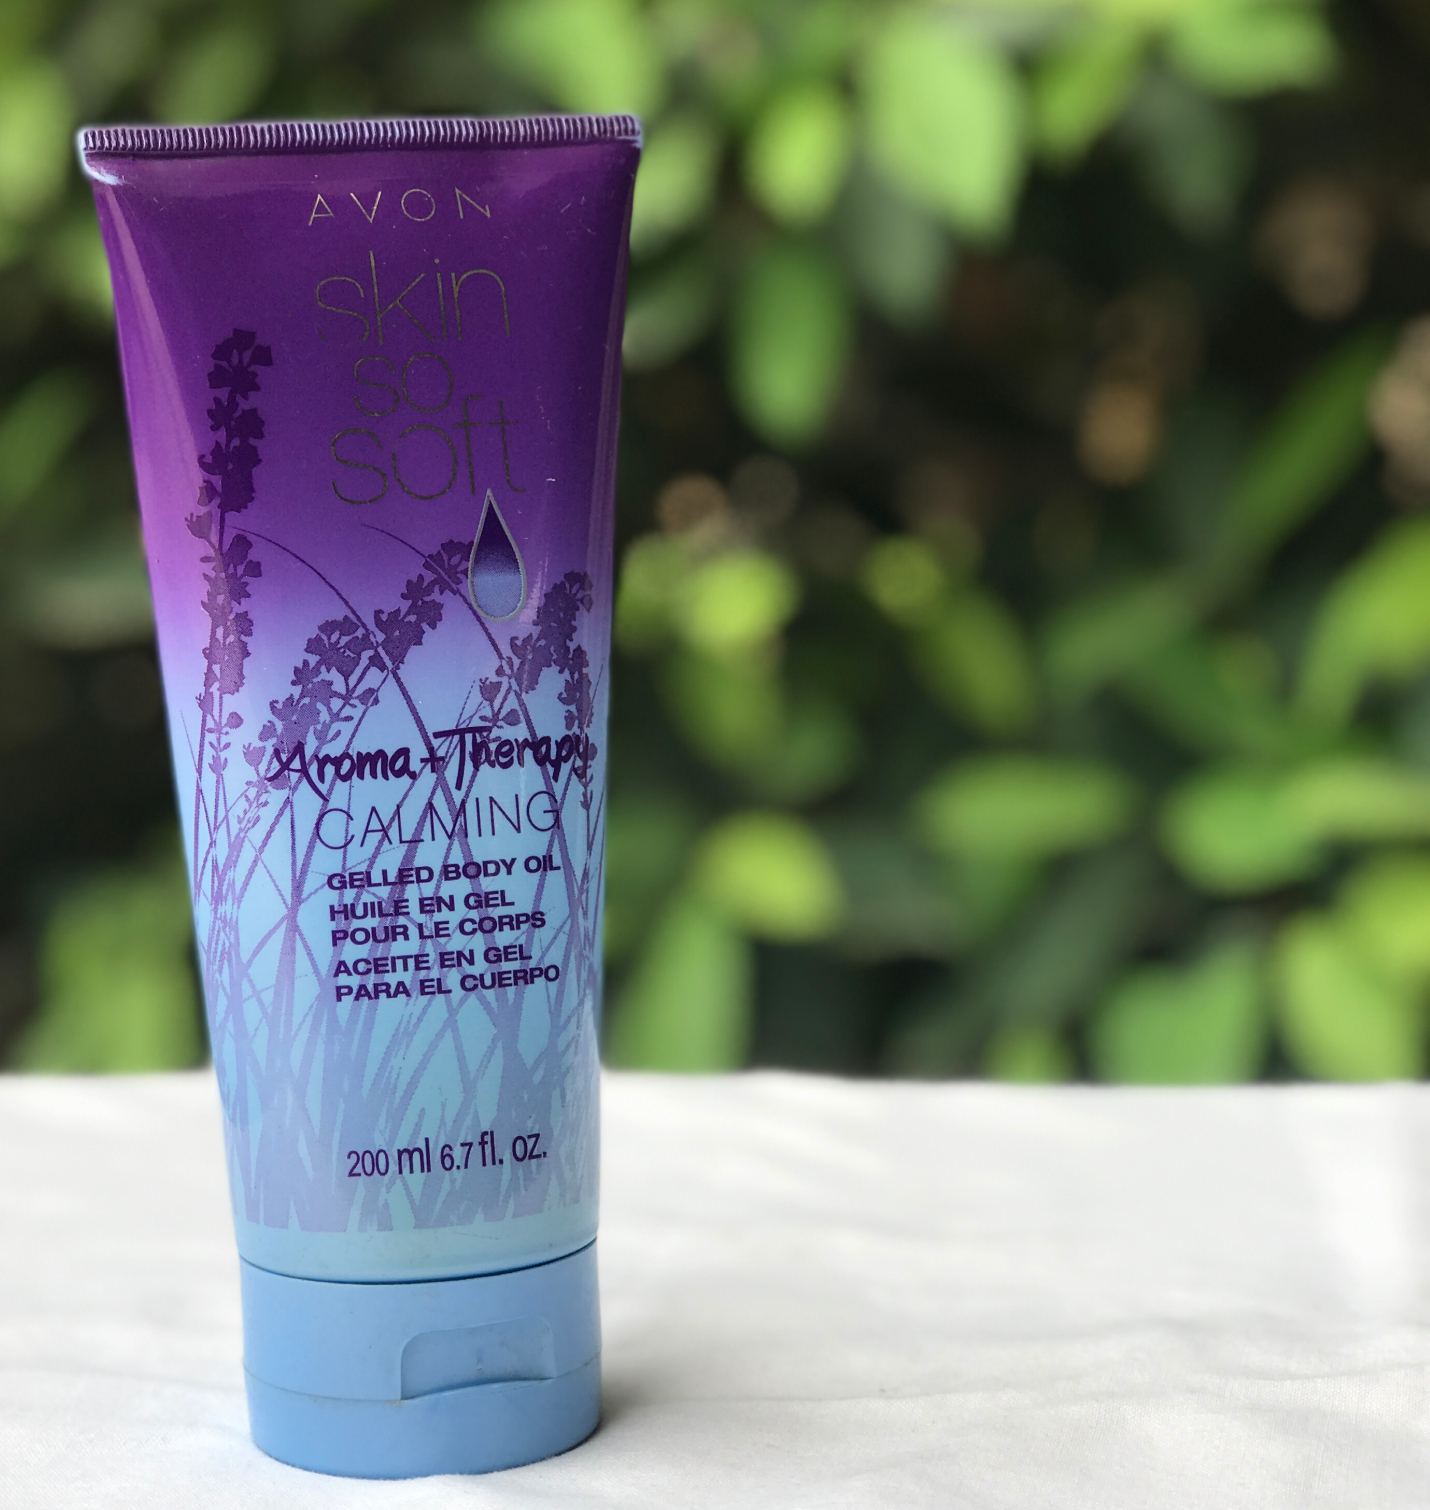 AVON
skin
so
soft
Aroma+Therapy
CALMING
GELLED BODY OIL
HUILE EN GEL
POUR LE CORPS
ACEITE EN GEL
PARA EL CUERPO
200 ml 6.7 fl. oz.